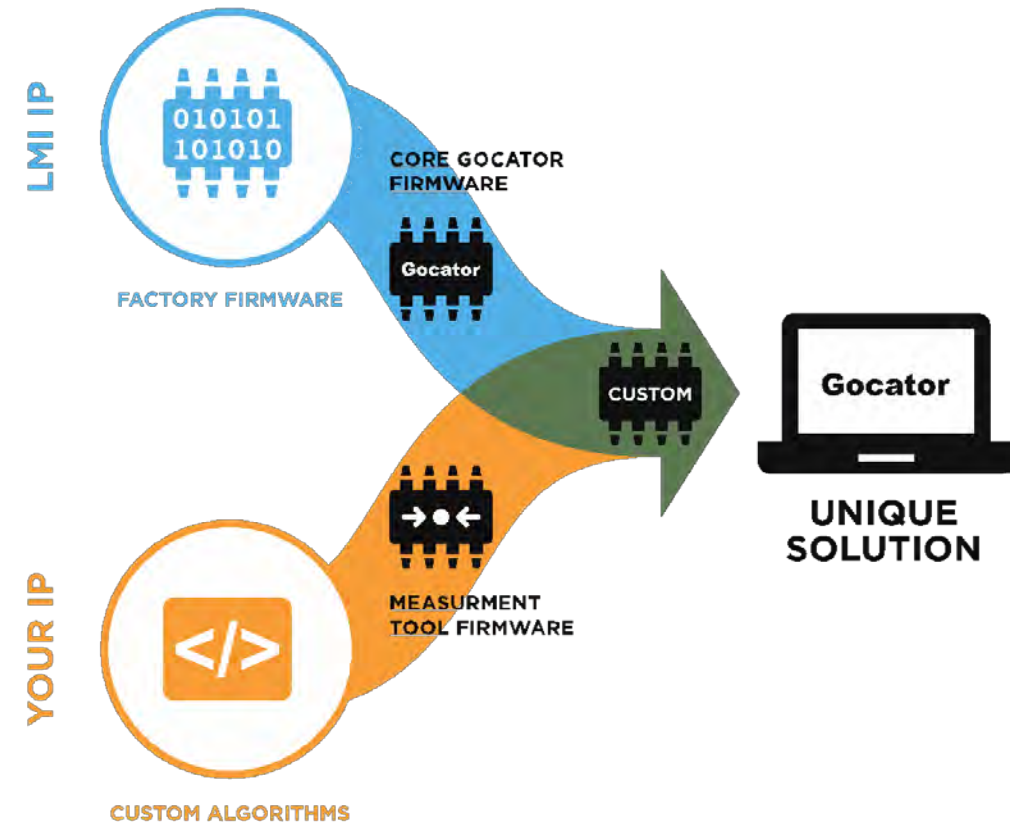 LMI IP
010101
101010
FACTORY FIRMWARE
CORE GOCATOR
FIRMWARE
Gocator
CUSTOM
Gocator
UNIQUE
SOLUTION
YOUR IP
</>
MEASURMENT
TOOL FIRMWARE
CUSTOM ALGORITHMS